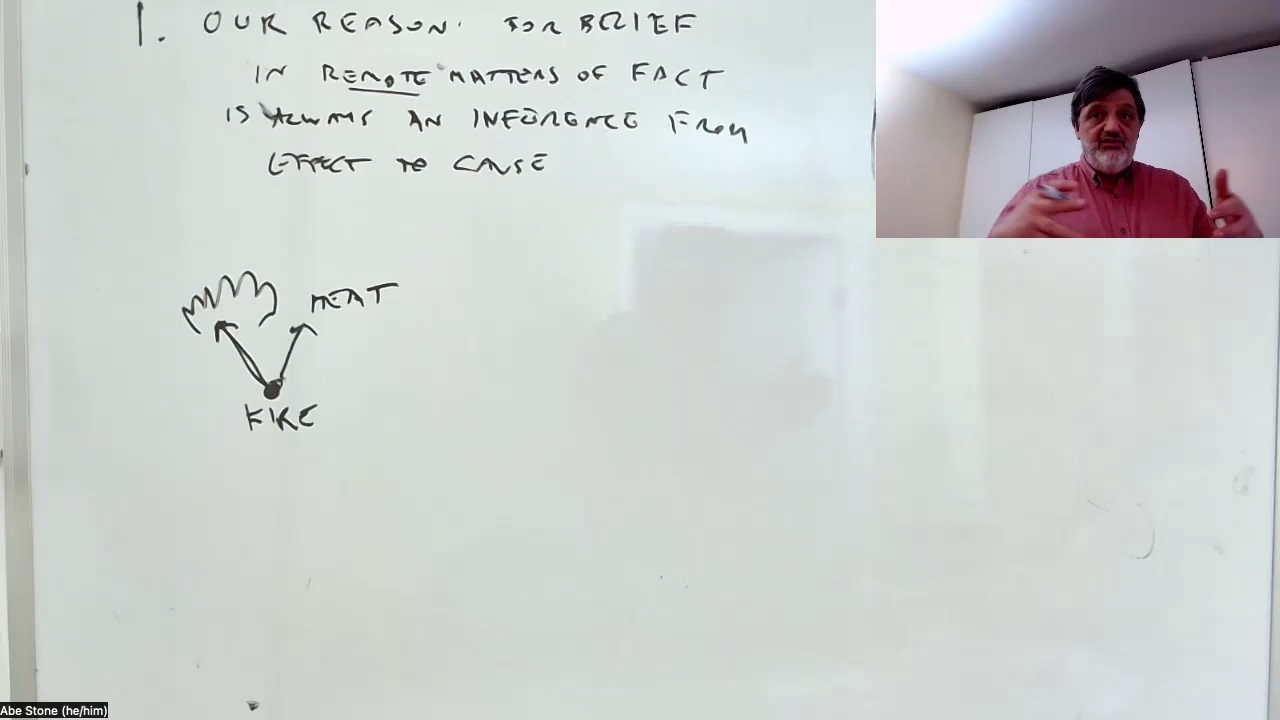 1. OUR REASON FOR BELIEF
IN REMOTE MATTERS OF FACT
IS ALWAYS AN INFERENCE FROM
EFFECT TO CAUSE
HEAT
FIRE
Abe Stone (he/him)